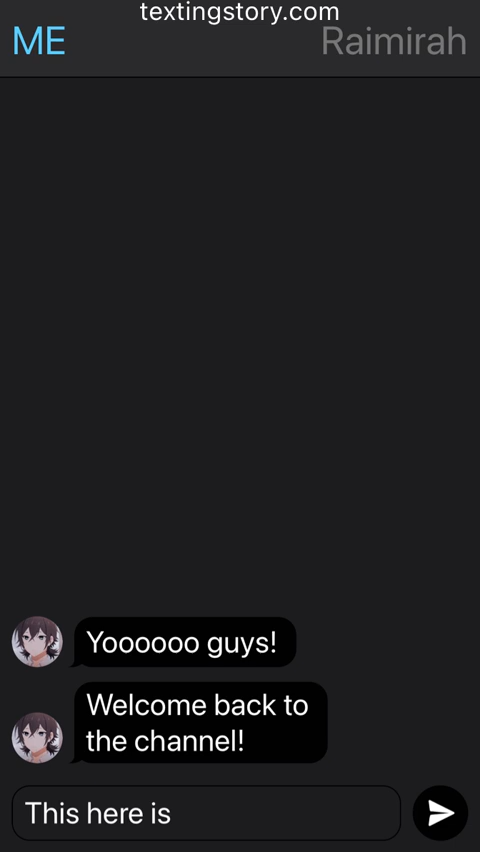 textingstory.com
ME Raimirah
Yoooooo guys!
Welcome back to
the channel!
This here is